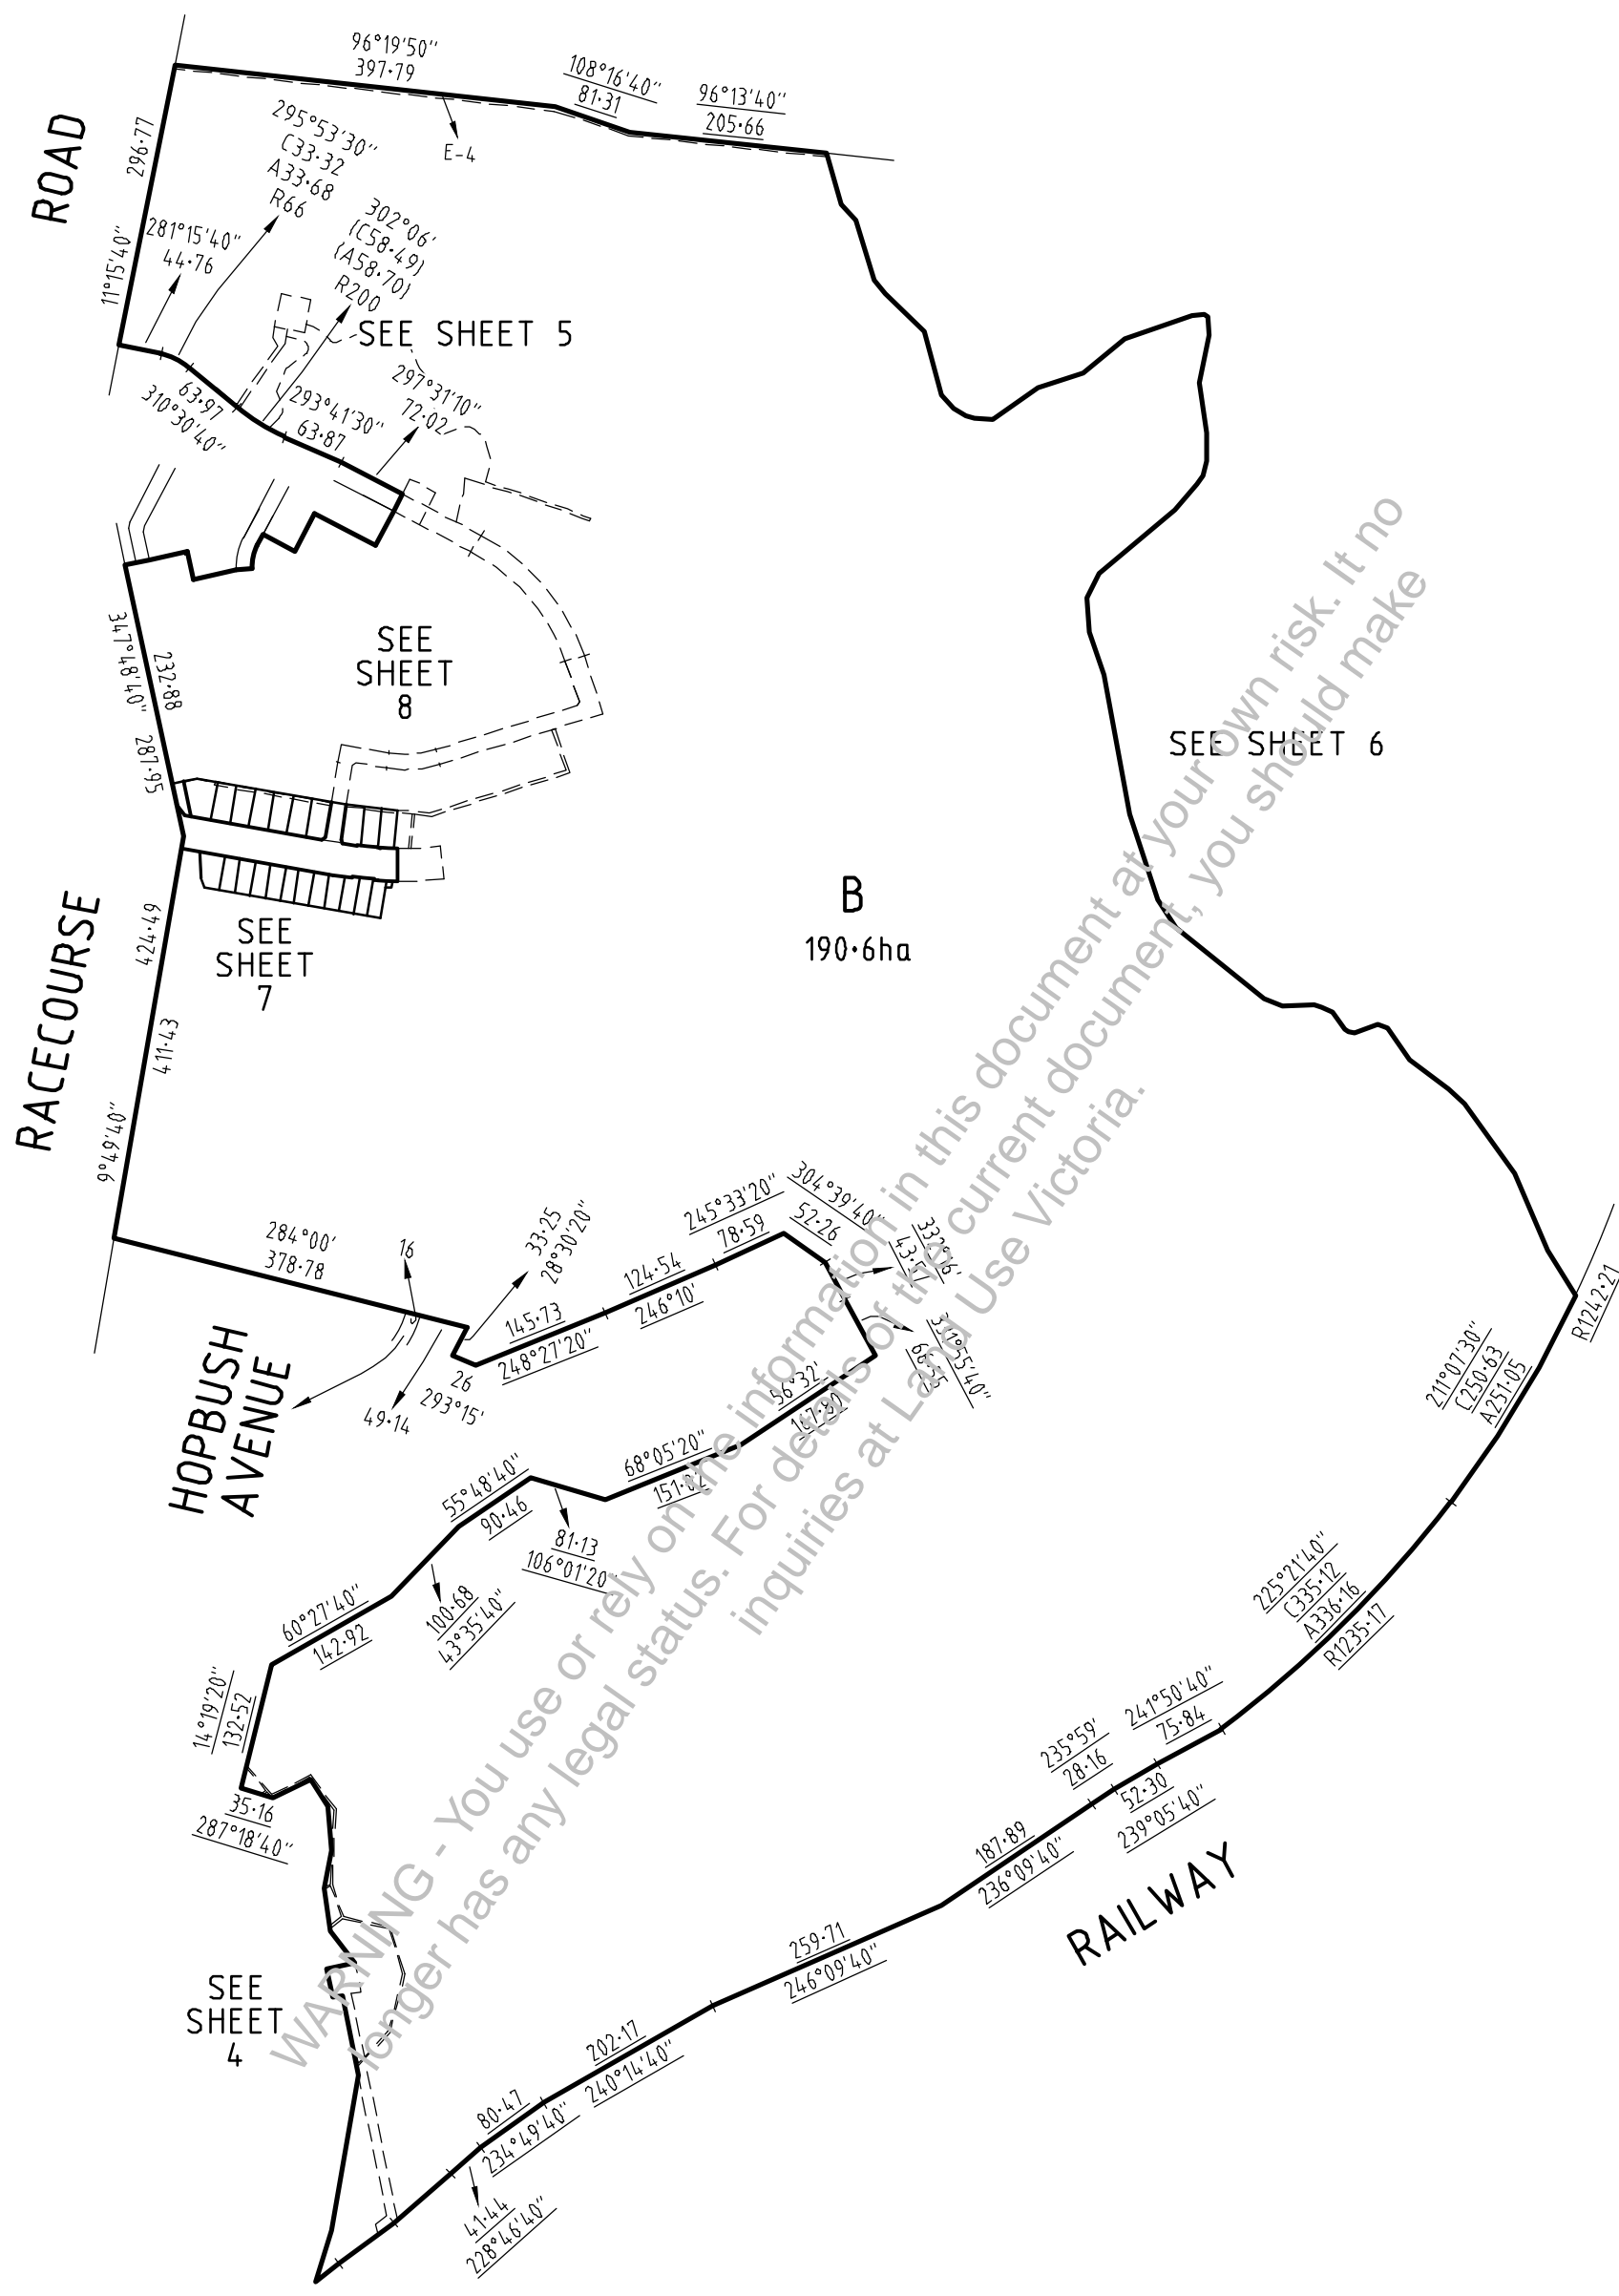 96°19'50"
397·79
108°16'40"
81·31
96°13'40"
205·66
E-4
ROAD
296·77
11°15'40"
295°53'30"
C33·32
A33·68
R66
281°15'40"
44·76
302°06'
(C58·49)
(A58·70)
R200
SEE SHEET 5
63·97
310°30'40"
293°41'30"
63·87
297°31'10"
72·02
347°48'40"
232·88
287·95
SEE
SHEET
8
SEE SHEET 6
B
190·6ha
RACECOURSE
424·49
411·43
9°49'40"
SEE
SHEET
7
284°00'
378·78
16
33·25
28°30'20"
HOPBUSH
AVENUE
49·14
26
293°15'
145·73
248°27'20"
124·54
246°10'
245°33'20"
78·59
304°39'40"
52·26
331°55'40"
56°32'
167·80
68°05'20"
81·13
106°01'20"
55°48'40"
90·46
100·68
43°35'40"
60°27'40"
142·92
14°19'20"
132·52
35·16
287°18'40"
SEE
SHEET
4
R1242·21
211°07'30"
C250·63
A251·05
225°21'40"
C335·12
A336·16
R1235·17
241°50'40"
75·84
235°59'
28·16
52·30
239°05'40"
187·89
236°09'40"
RAILWAY
259·71
246°09'40"
202·17
240°14'40"
80·47
234°49'40"
41·44
228°46'40"
WARNING - You use or rely on the information in this document at your own risk. It no
longer has any legal status. For details of the current document, you should make
inquiries at Land Use Victoria.